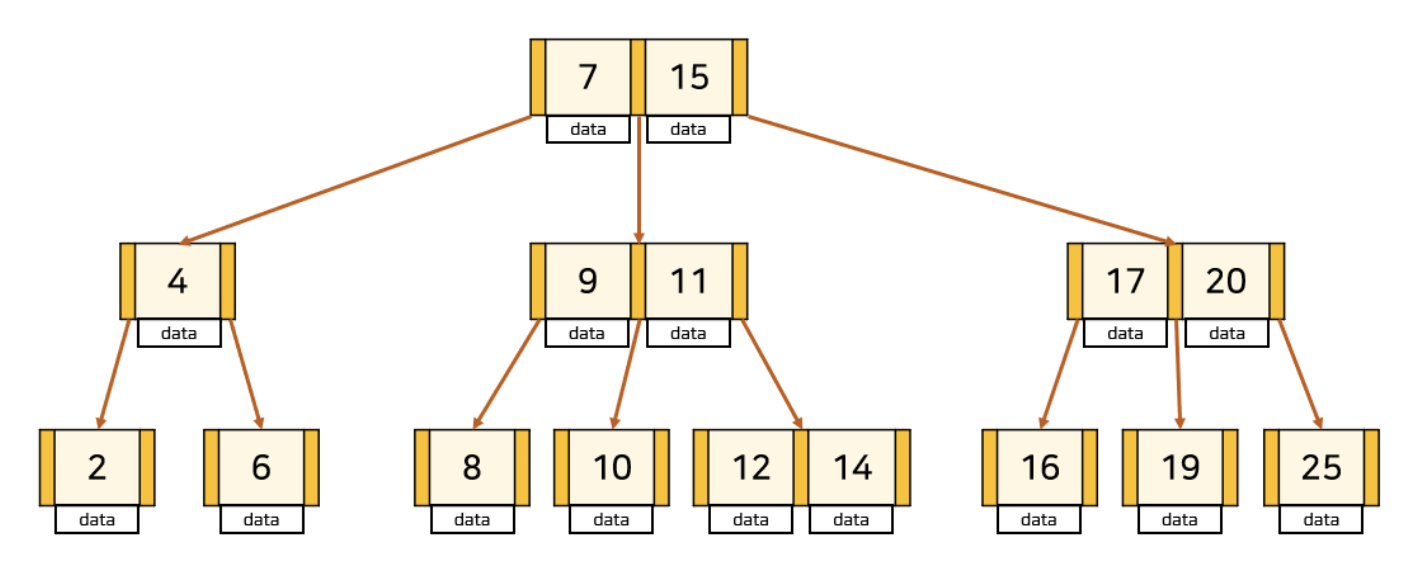 7 15
data data
4 9 11 17 20
data data data data data
2 6 8 10 12 14 16 19 25
data data data data data data data data data